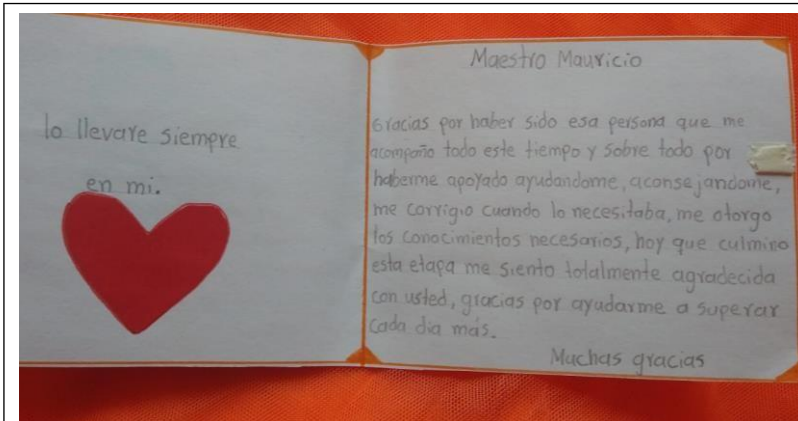 lo llevare siempre
en mi.
Maestro Mauricio
Gracias por haber sido esa persona que me
acompaño todo este tiempo y sobre todo por
haberme apoyado ayudandome, aconsejandome,
me corrigio cuando lo necesitaba, me otorgo
los conocimientos necesarios, hoy que culmino
esta etapa me siento totalmente agradecida
con usted, gracias por ayudarme a superar
cada dia más.
Muchas gracias